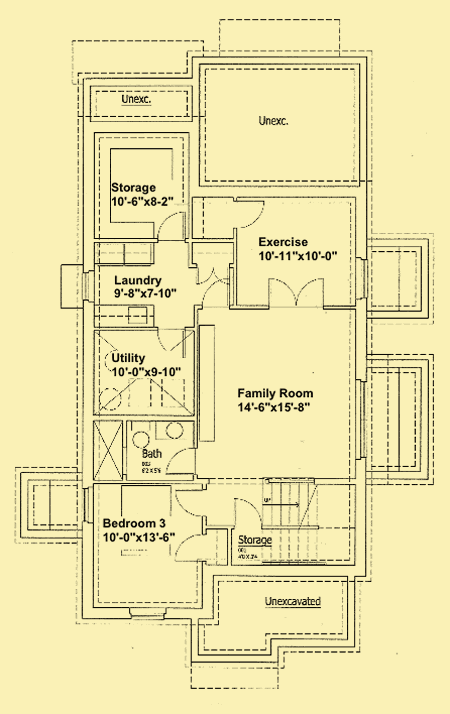 Unexc.
Unexc.
Storage
10'-6"x8-2"
Exercise
10'-11"x10'-0"
Laundry
9'-8"x7-10"
Utility
10'-0"x9-10"
Family Room
14'-6"x15'-8"
Bath
Bedroom 3
10'-0"x13'-6"
UP
Storage
Unexcavated